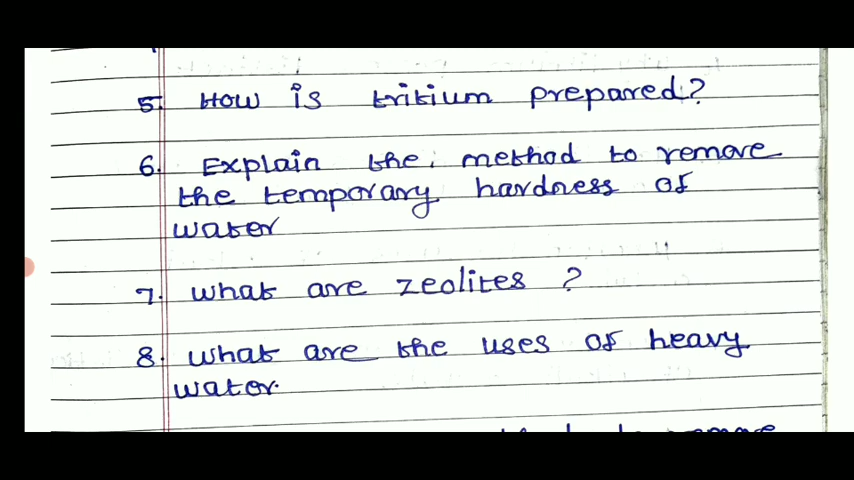 5. How is tritium prepared?
6. Explain the method to remove
the temporary hardness of
water
7. what are zeolites ?
8. what are the uses of heavy
water.